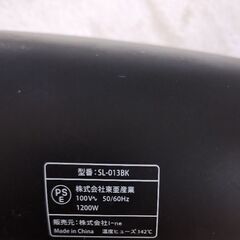 型番：SL-013BK
PSE
株式会社東亜産業
100V∿ 50/60Hz
1200W
販売元：株式会社I-ne
Made in China 温度ヒューズ 142℃